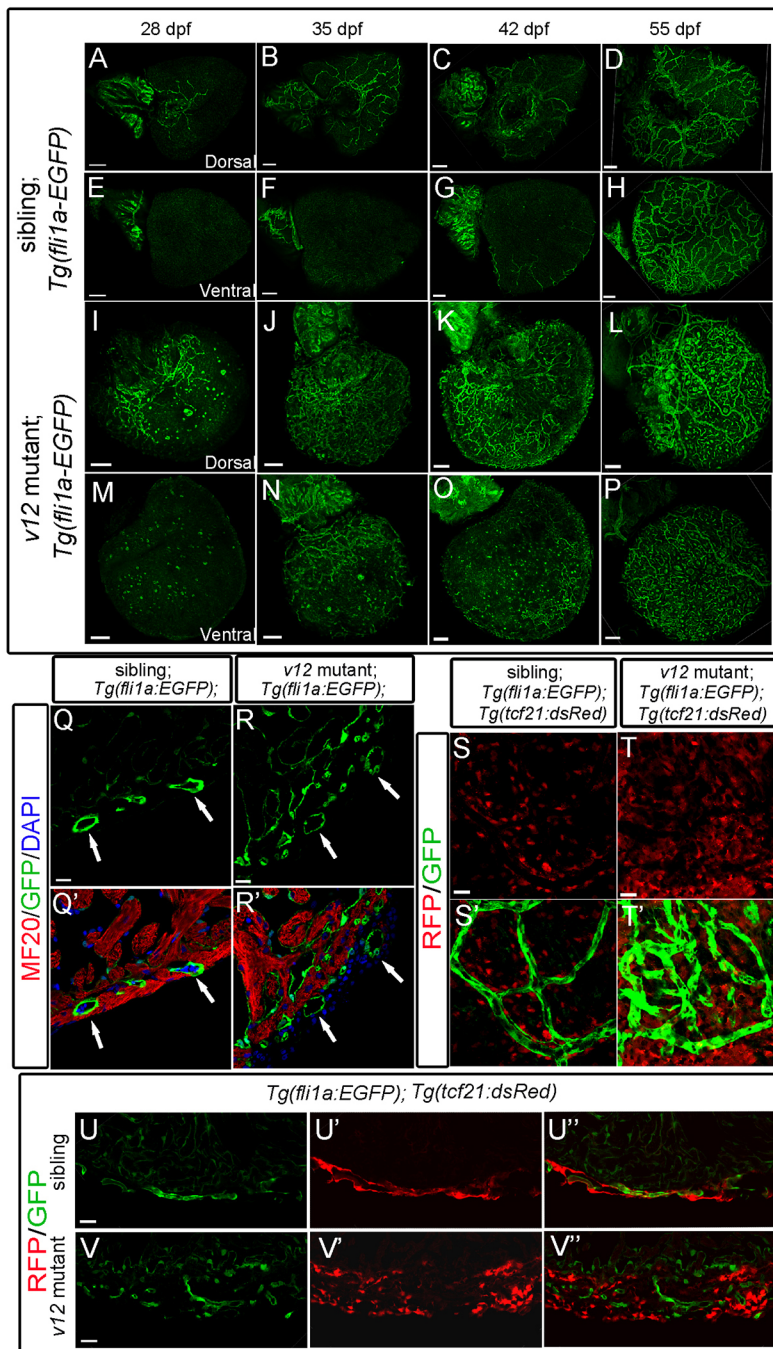 28 dpf 35 dpf 42 dpf 55 dpf
sibling;
Tg(fli1a-EGFP)
A B C D
Dorsal
E F G H
Ventral
v12 mutant;
Tg(fli1a-EGFP)
I J K L
Dorsal
M N O P
Ventral
sibling;
Tg(fli1a:EGFP);
v12 mutant;
Tg(fli1a:EGFP);
MF20/GFP/DAPI
Q R
Q' R'
sibling;
Tg(fli1a:EGFP);
Tg(tcf21:dsRed)
v12 mutant;
Tg(fli1a:EGFP);
Tg(tcf21:dsRed)
RFP/GFP
S T
S' T'
Tg(fli1a:EGFP); Tg(tcf21:dsRed)
RFP/GFP
sibling
U U' U''
v12 mutant
V V' V''